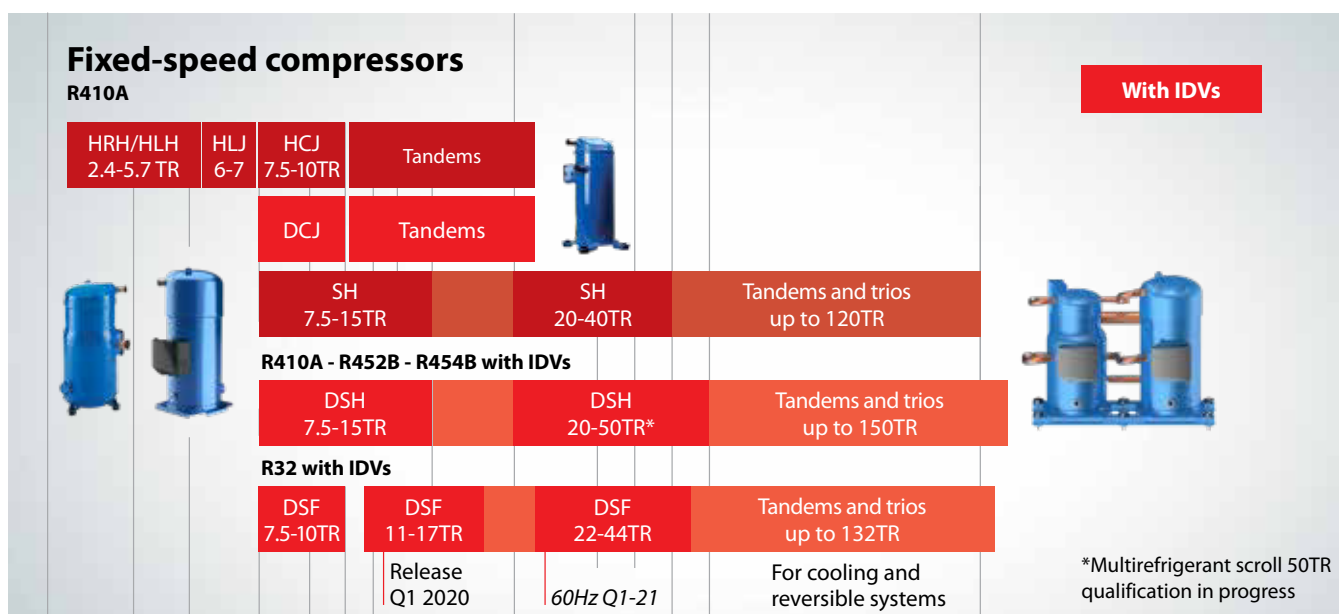 Fixed-speed compressors
R410A
With IDVs
HRH/HLH
2.4-5.7 TR
HLJ
6-7
HCJ
7.5-10TR
Tandems
DCJ
Tandems
SH
7.5-15TR
SH
20-40TR
Tandems and trios
up to 120TR
R410A - R452B - R454B with IDVs
DSH
7.5-15TR
DSH
20-50TR*
Tandems and trios
up to 150TR
R32 with IDVs
DSF
7.5-10TR
DSF
11-17TR
DSF
22-44TR
Tandems and trios
up to 132TR
Release
Q1 2020
60Hz Q1-21
For cooling and
reversible systems
*Multirefrigerant scroll 50TR
qualification in progress